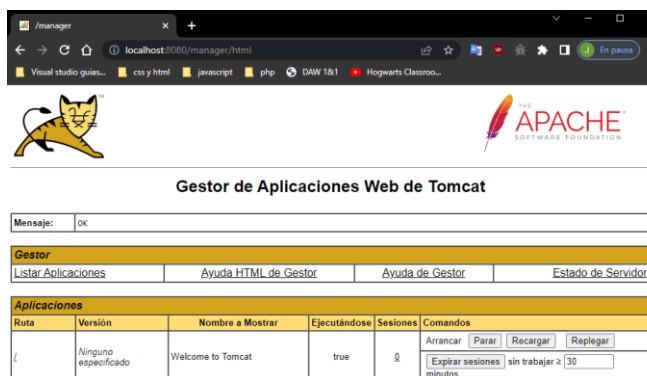 /manager
localhost:8080/manager/html
En pausa
Visual studio guias... css y html javascript php DAW 1&1 Hogwarts Classroo...
TM
THE
APACHE
SOFTWARE FOUNDATION
Gestor de Aplicaciones Web de Tomcat
Mensaje: OK
Gestor
Listar Aplicaciones Ayuda HTML de Gestor Ayuda de Gestor Estado de Servidor
Aplicaciones
Ruta Versión Nombre a Mostrar Ejecutándose Sesiones Comandos
Arrancar Parar Recargar Replegar
/ Ninguno especificado Welcome to Tomcat true 0
Expirar sesiones sin trabajar ≥ 30
minutos